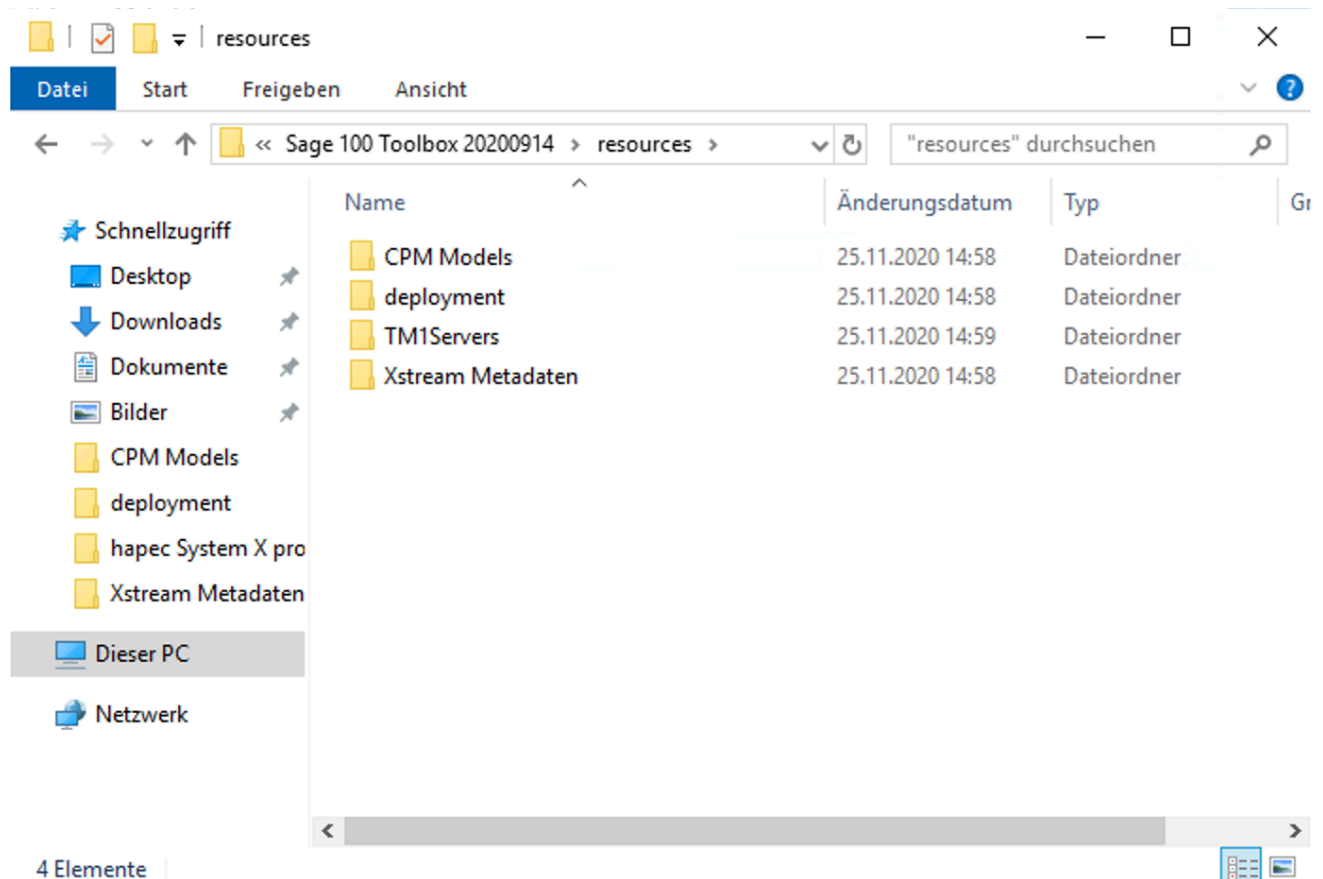 resources
Datei Start Freigeben Ansicht
« Sage 100 Toolbox 20200914 > resources > "resources" durchsuchen
Name Änderungsdatum Typ
Schnellzugriff
Desktop
Downloads
Dokumente
Bilder
CPM Models
deployment
hapec System X pro
Xstream Metadaten
Dieser PC
Netzwerk
CPM Models 25.11.2020 14:58 Dateiordner
deployment 25.11.2020 14:58 Dateiordner
TM1Servers 25.11.2020 14:59 Dateiordner
Xstream Metadaten 25.11.2020 14:58 Dateiordner
4 Elemente